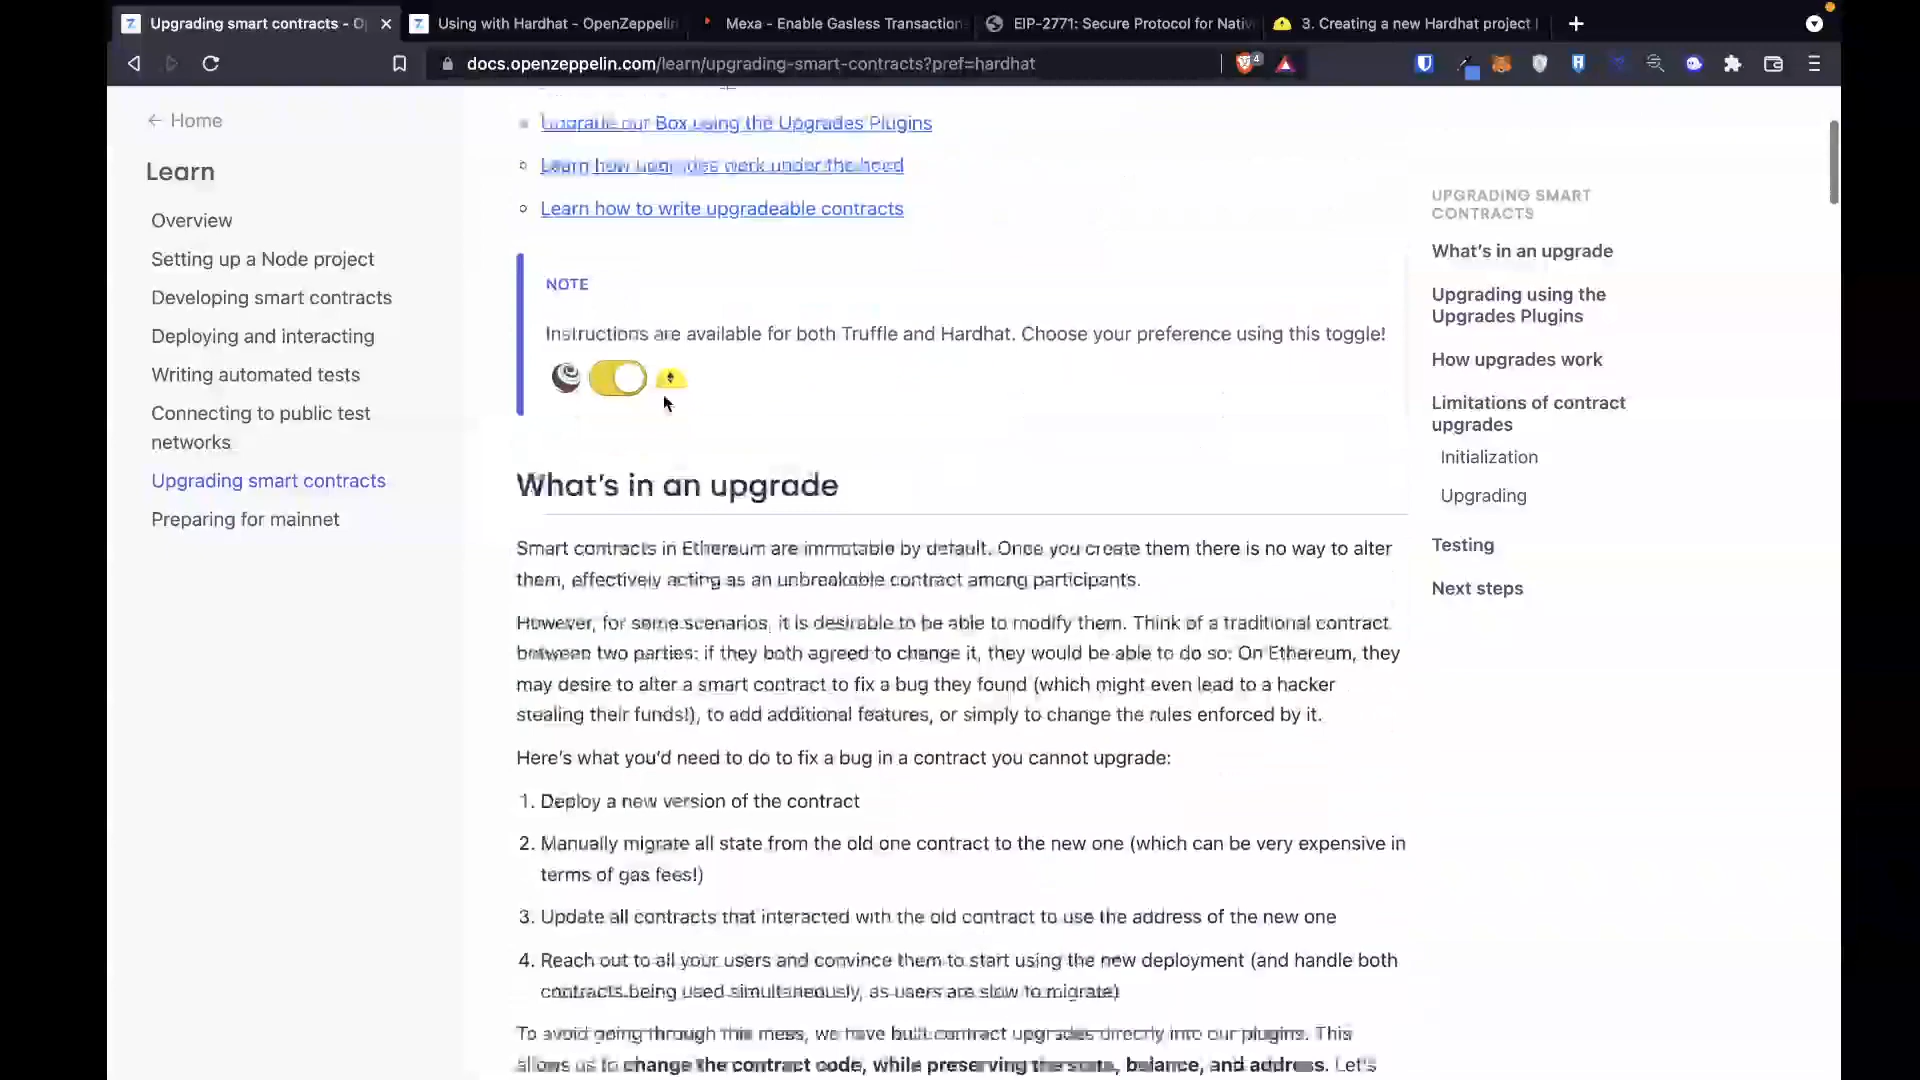 Upgrading smart contracts - O
Using with Hardhat - OpenZeppelin
Mexa - Enable Gasless Transaction
EIP-2771: Secure Protocol for Nativ
3. Creating a new Hardhat project |
docs.openzeppelin.com/learn/upgrading-smart-contracts?pref=hardhat
4
← Home
Learn
Overview
Setting up a Node project
Developing smart contracts
Deploying and interacting
Writing automated tests
Connecting to public test
networks
Upgrading smart contracts
Preparing for mainnet
Upgrade our Box using the Upgrades Plugins
Learn how upgrades work under the hood
Learn how to write upgradeable contracts
NOTE
Instructions are available for both Truffle and Hardhat. Choose your preference using this toggle!
What's in an upgrade
Smart contracts in Ethereum are immutable by default. Once you create them there is no way to alter
them, effectively acting as an unbreakable contract among participants.
However, for some scenarios, it is desirable to be able to modify them. Think of a traditional contract
between two parties: if they both agreed to change it, they would be able to do so. On Ethereum, they
may desire to alter a smart contract to fix a bug they found (which might even lead to a hacker
stealing their funds!), to add additional features, or simply to change the rules enforced by it.
Here's what you'd need to do to fix a bug in a contract you cannot upgrade:
1. Deploy a new version of the contract
2. Manually migrate all state from the old one contract to the new one (which can be very expensive in
terms of gas fees!)
3. Update all contracts that interacted with the old contract to use the address of the new one
4. Reach out to all your users and convince them to start using the new deployment (and handle both
contracts being used simultaneously, as users are slow to migrate)
To avoid going through this mess, we have built contract upgrades directly into our plugins. This
allows us to change the contract code, while preserving the state, balance, and address. Let's
UPGRADING SMART
CONTRACTS
What's in an upgrade
Upgrading using the
Upgrades Plugins
How upgrades work
Limitations of contract
upgrades
Initialization
Upgrading
Testing
Next steps